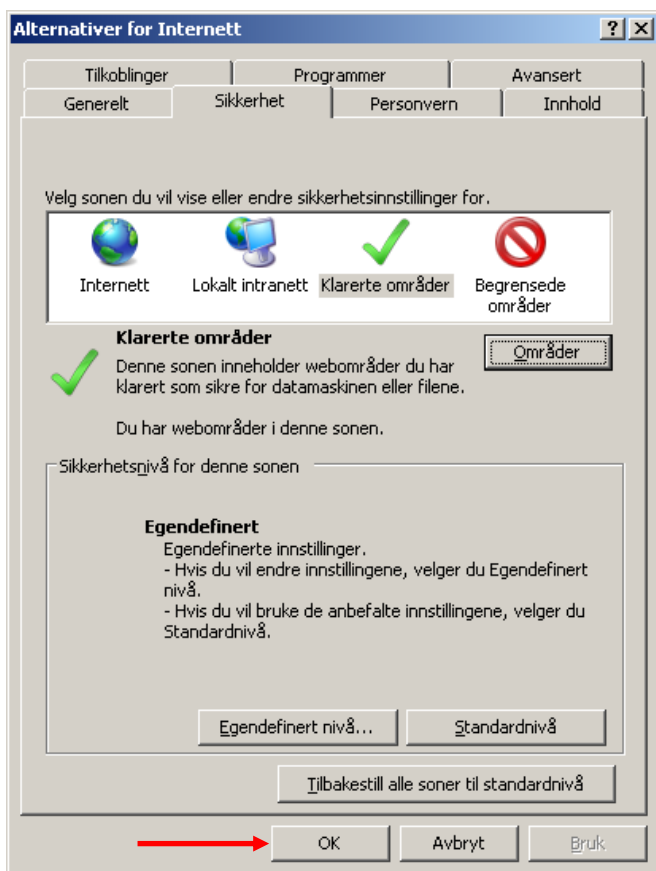 Alternativer for Internett
Tilkoblinger Programmer Avansert
Generelt Sikkerhet Personvern Innhold
Velg sonen du vil vise eller endre sikkerhetsinnstillinger for.
Internett Lokalt intranett Klarerte områder Begrensede
områder
Klarerte områder
Områder
Denne sonen inneholder webområder du har
klarert som sikre for datamaskinen eller filene.
Du har webområder i denne sonen.
Sikkerhetsnivå for denne sonen
Egendefinert
Egendefinerte innstillinger.
- Hvis du vil endre innstillingene, velger du Egendefinert
nivå.
- Hvis du vil bruke de anbefalte innstillingene, velger du
Standardnivå.
Egendefinert nivå... Standardnivå
Tilbakestill alle soner til standardnivå
OK Avbryt Bruk